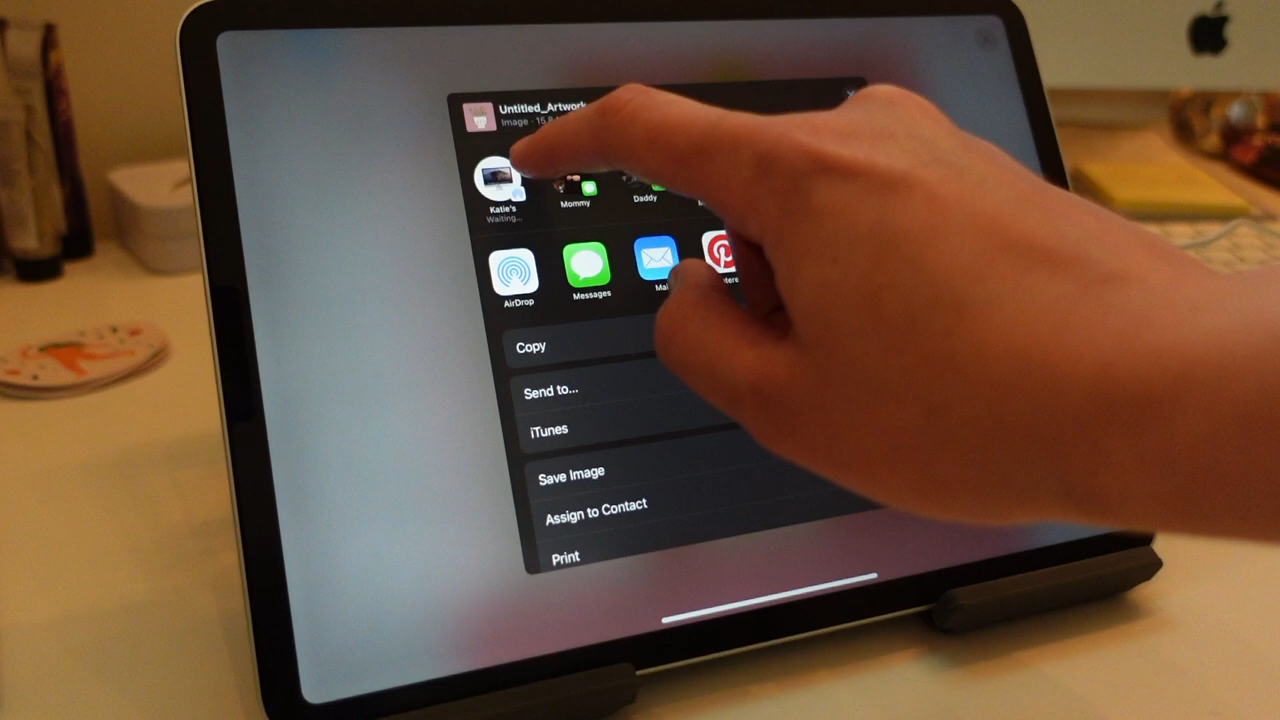 Untitled_Artwork
Image
Katie's
Waiting...
Mommy
Daddy
AirDrop
Messages
Copy
Send to...
iTunes
Save Image
Assign to Contact
Print